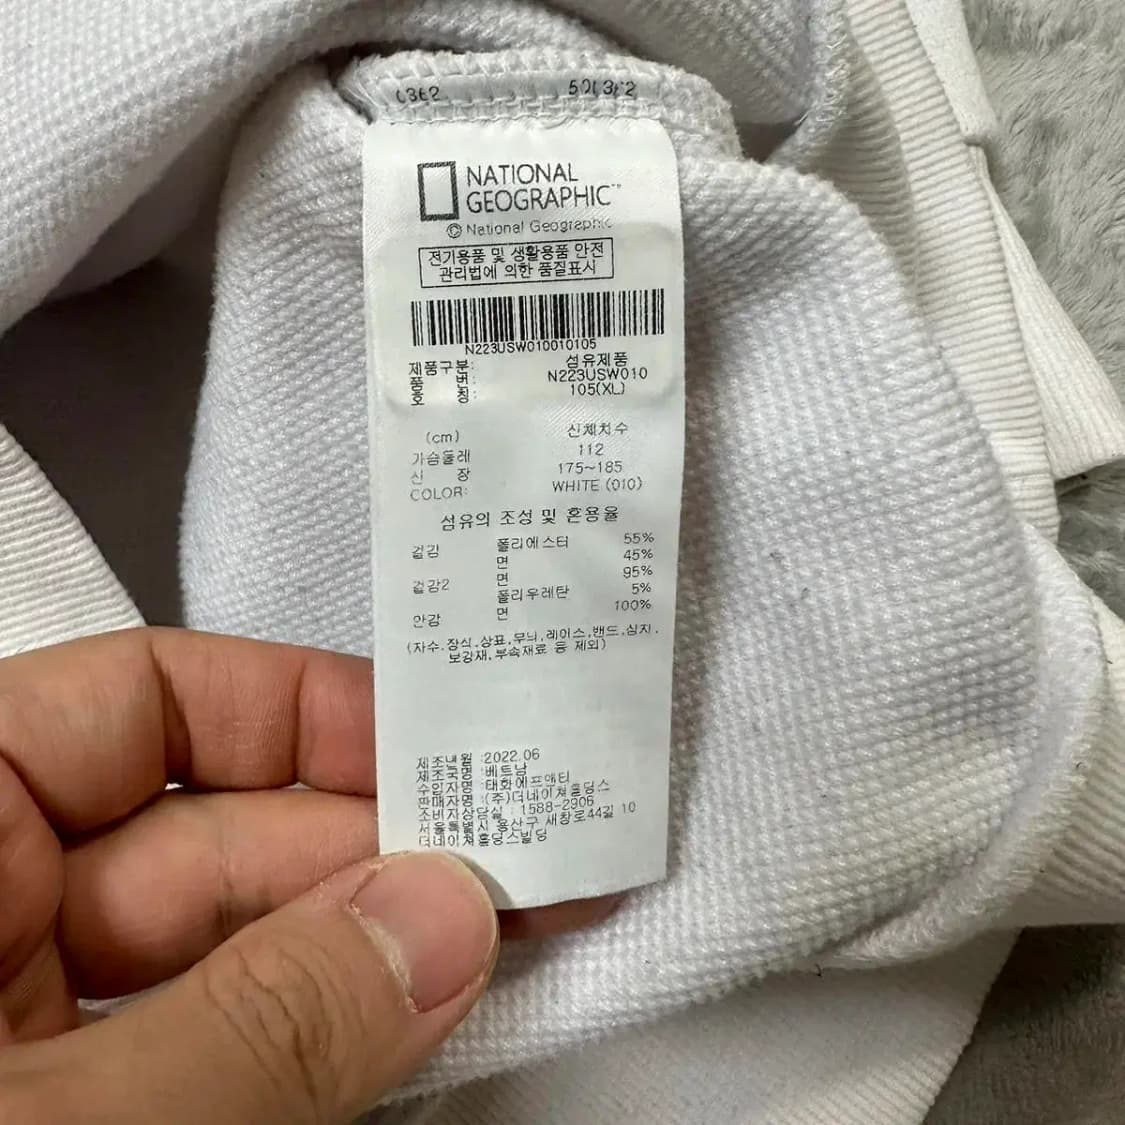 NATIONAL
GEOGRAPHIC™
© National Geographic
전기용품 및 생활용품 안전
관리법에 의한 품질표시
N223USW010010105
제품구분: 섬유제품
품 번: N223USW010
호 칭: 105(XL)
(cm) 신체치수
가슴둘레 112
신 장 175~185
COLOR: WHITE (010)
섬유의 조성 및 혼용율
겉감 폴리에스터 55%
면 45%
겉감2 면 95%
폴리우레탄 5%
안감 면 100%
(자수,장식,상표,무늬,레이스,밴드,심지,
보강재,부속재료 등 제외)
제조년월 :2022.06
제조국명 :베트남
수입자명 :태화에프앤티
판매자명 :(주)더네이쳐홀딩스
소비자상담실 : 1588-2906
서울특별시 용산구 새창로44길 10
더네이쳐홀딩스빌딩